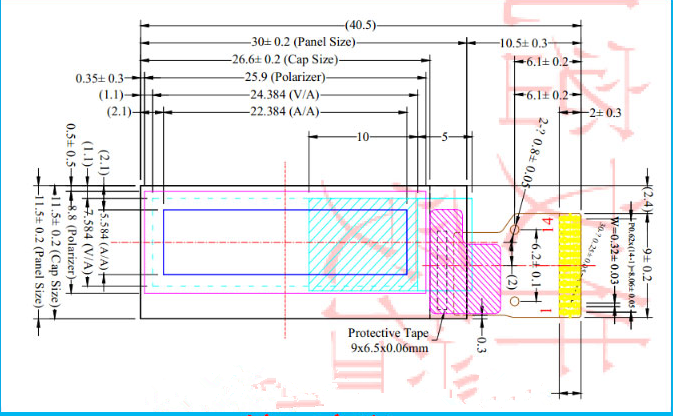 (40.5)
30± 0.2 (Panel Size)
10.5± 0.3
26.6± 0.2 (Cap Size)
6.1± 0.2
0.35± 0.3
25.9 (Polarizer)
(1.1)
24.384 (V/A)
6.1± 0.2
(2.1)
22.384 (A/A)
2± 0.3
10
5
2-? 0.8± 0.05
0.5± 0.5
(1.1)
(2.1)
11.5± 0.2 (Panel Size)
11.5± 0.2 (Cap Size)
8.8 (Polarizer)
7.584 (V/A)
5.584 (A/A)
(2.4)
14
6.2± 0.1
(2)
W=0.32± 0.03
P0.62x(14-1)=8.06± 0.05
9± 0.2
1
0.3
Protective Tape
9x6.5x0.06mm